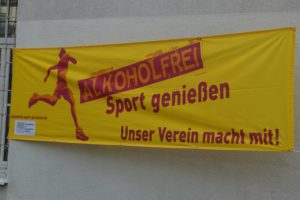 ALKOHOLFREI
Sport genießen
Unser Verein macht mit!